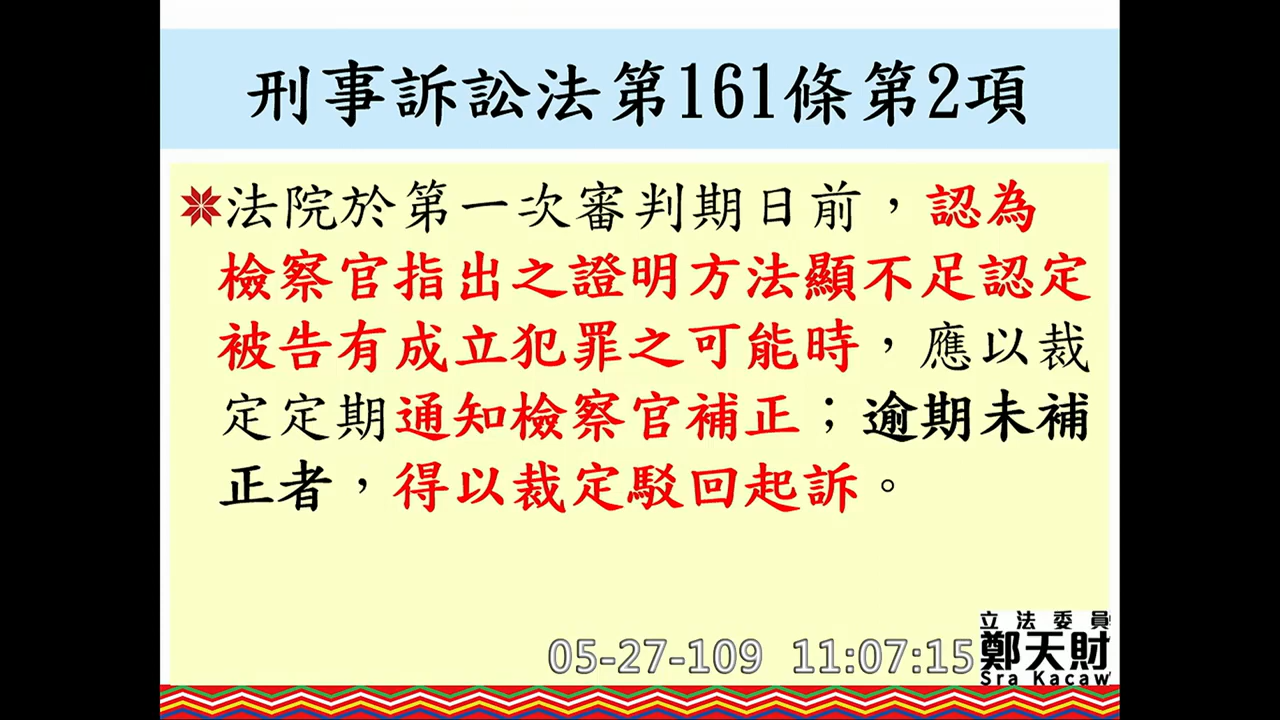 刑事訴訟法第161條第2項
法院於第一次審判期日前，認為
檢察官指出之證明方法顯不足認定
被告有成立犯罪之可能時，應以裁
定定期通知檢察官補正；逾期未補
正者，得以裁定駁回起訴。
05-27-109 11:07:15
立法委員
鄭天財
Sra Kacaw